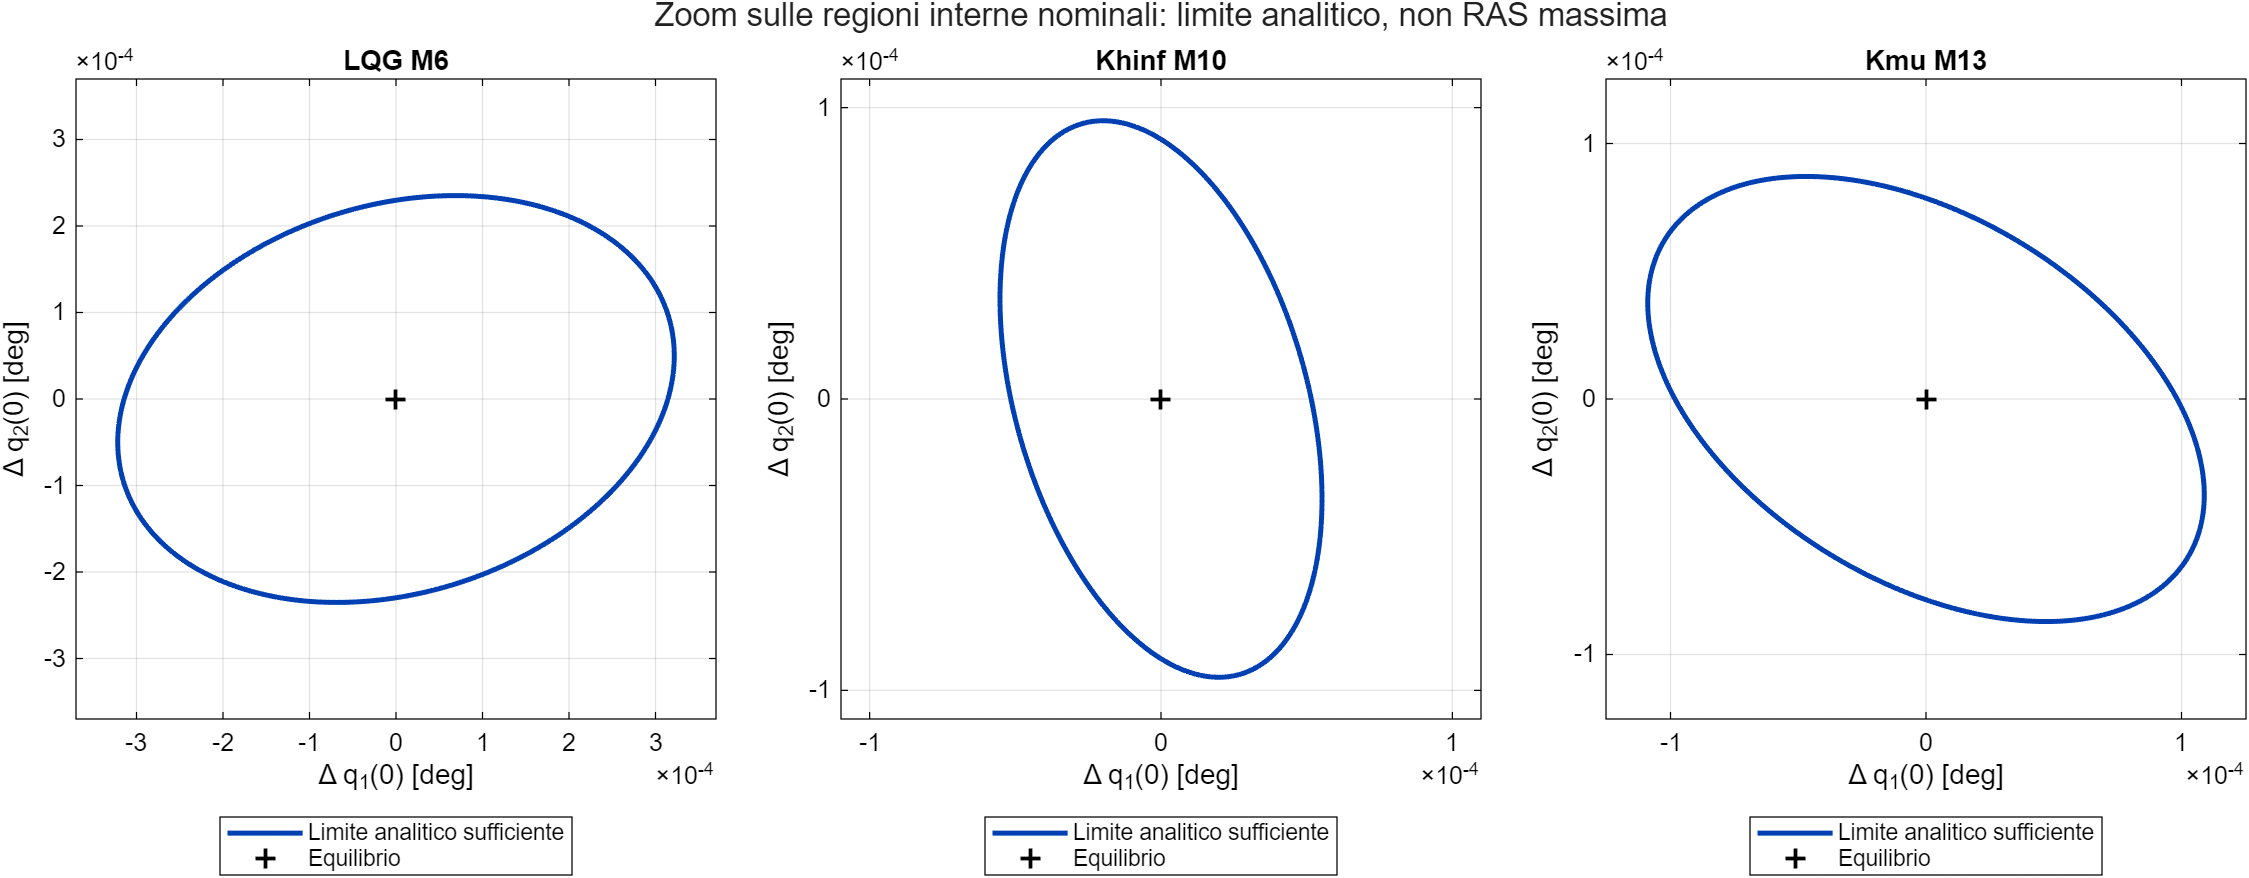 Zoom sulle regioni interne nominali: limite analitico, non RAS massima
LQG M6
×10⁻⁴
3
2
1
0
-1
-2
-3
Δ q₂(0) [deg]
-3 -2 -1 0 1 2 3
Δ q₁(0) [deg]
×10⁻⁴
Limite analitico sufficiente
Equilibrio
Khinf M10
×10⁻⁴
1
0
-1
Δ q₂(0) [deg]
-1 0 1
Δ q₁(0) [deg]
×10⁻⁴
Limite analitico sufficiente
Equilibrio
Kmu M13
×10⁻⁴
1
0
-1
Δ q₂(0) [deg]
-1 0 1
Δ q₁(0) [deg]
×10⁻⁴
Limite analitico sufficiente
Equilibrio